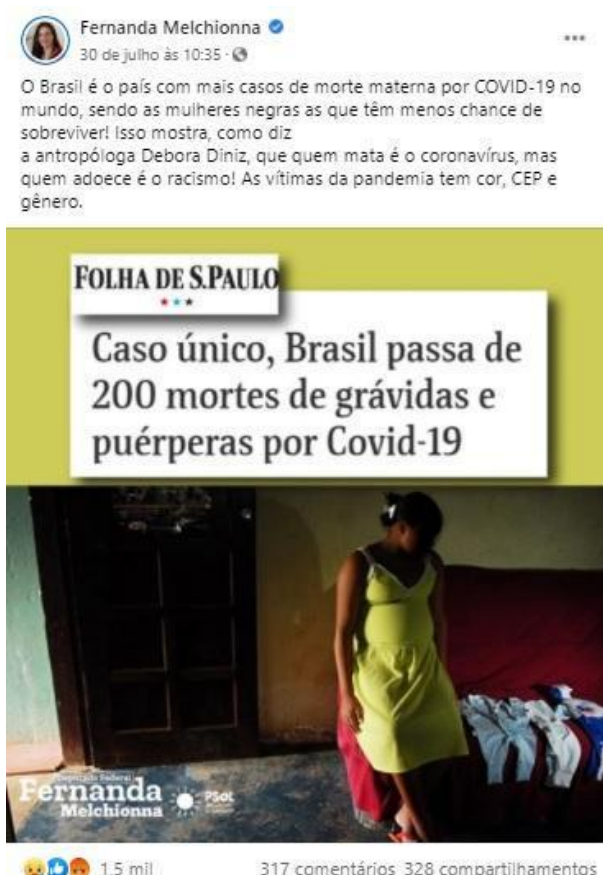 Fernanda Melchionna
30 de julho às 10:35 ·
O Brasil é o país com mais casos de morte materna por COVID-19 no
mundo, sendo as mulheres negras as que têm menos chance de
sobreviver! Isso mostra, como diz
a antropóloga Debora Diniz, que quem mata é o coronavírus, mas
quem adoece é o racismo! As vítimas da pandemia tem cor, CEP e
gênero.
FOLHA DE S.PAULO
Caso único, Brasil passa de
200 mortes de grávidas e
puérperas por Covid-19
Deputada Federal
Fernanda
Melchionna
PSOL
1,5 mil
317 comentários 328 compartilhamentos